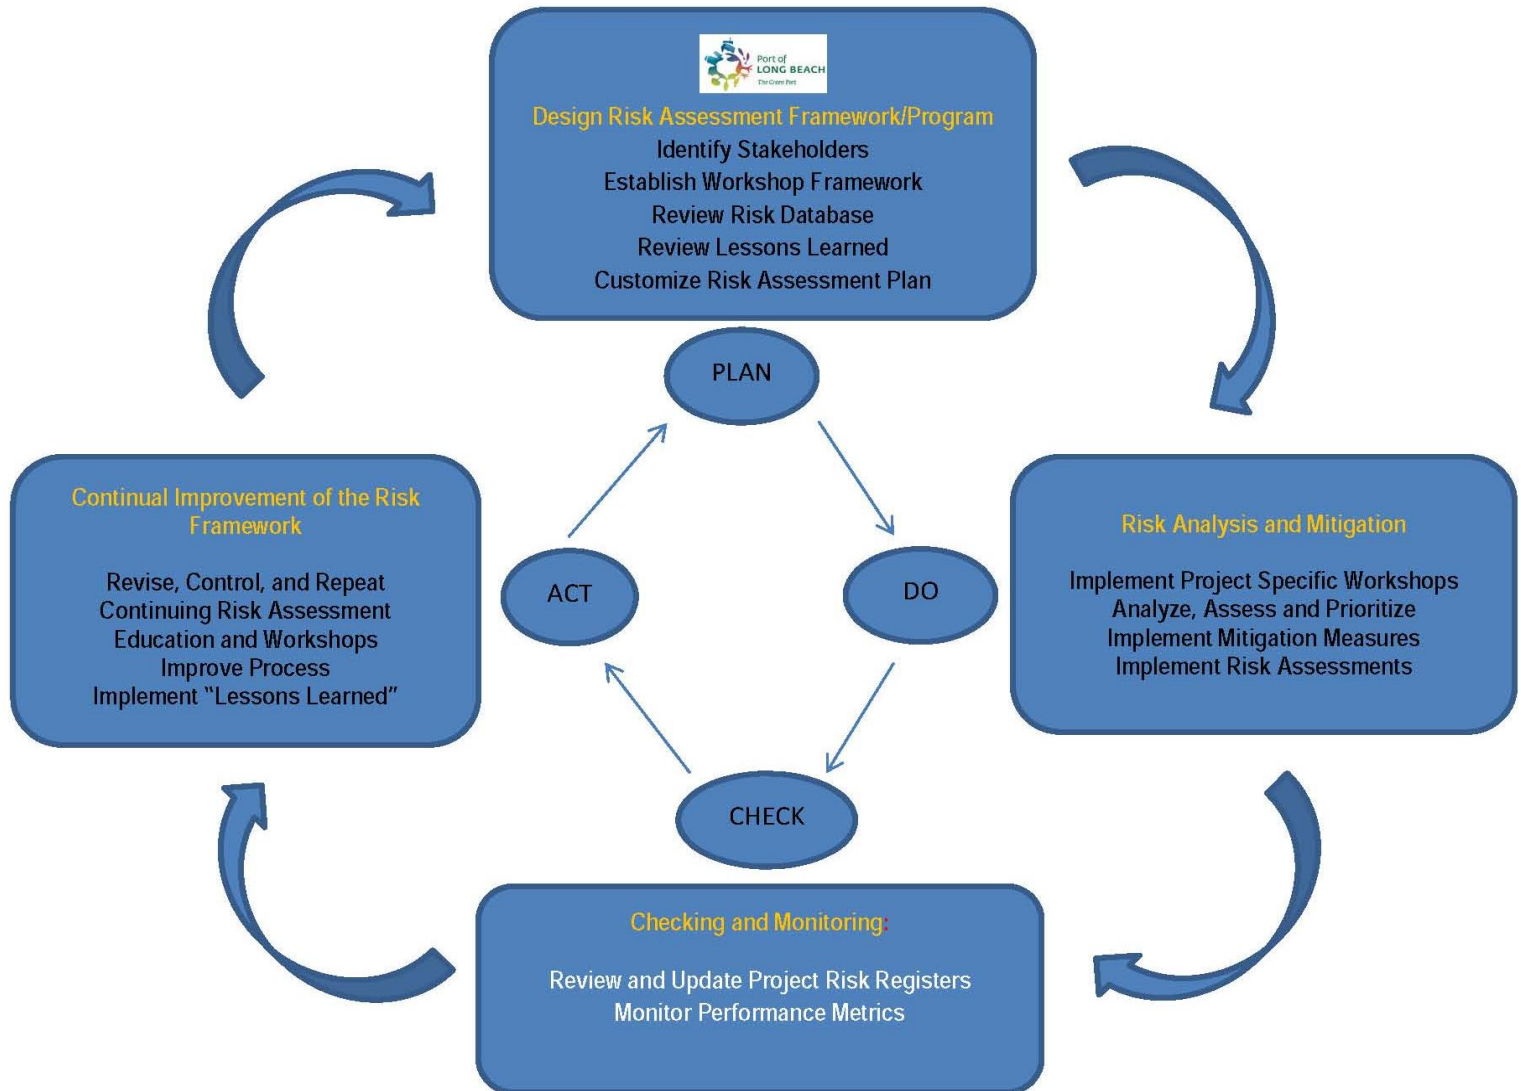 Port of
LONG BEACH
The Green Port
Design Risk Assessment Framework/Program
Identify Stakeholders
Establish Workshop Framework
Review Risk Database
Review Lessons Learned
Customize Risk Assessment Plan
PLAN
Continual Improvement of the Risk
Framework
Revise, Control, and Repeat
Continuing Risk Assessment
Education and Workshops
Improve Process
Implement “Lessons Learned”
ACT
DO
Risk Analysis and Mitigation
Implement Project Specific Workshops
Analyze, Assess and Prioritize
Implement Mitigation Measures
Implement Risk Assessments
CHECK
Checking and Monitoring:
Review and Update Project Risk Registers
Monitor Performance Metrics